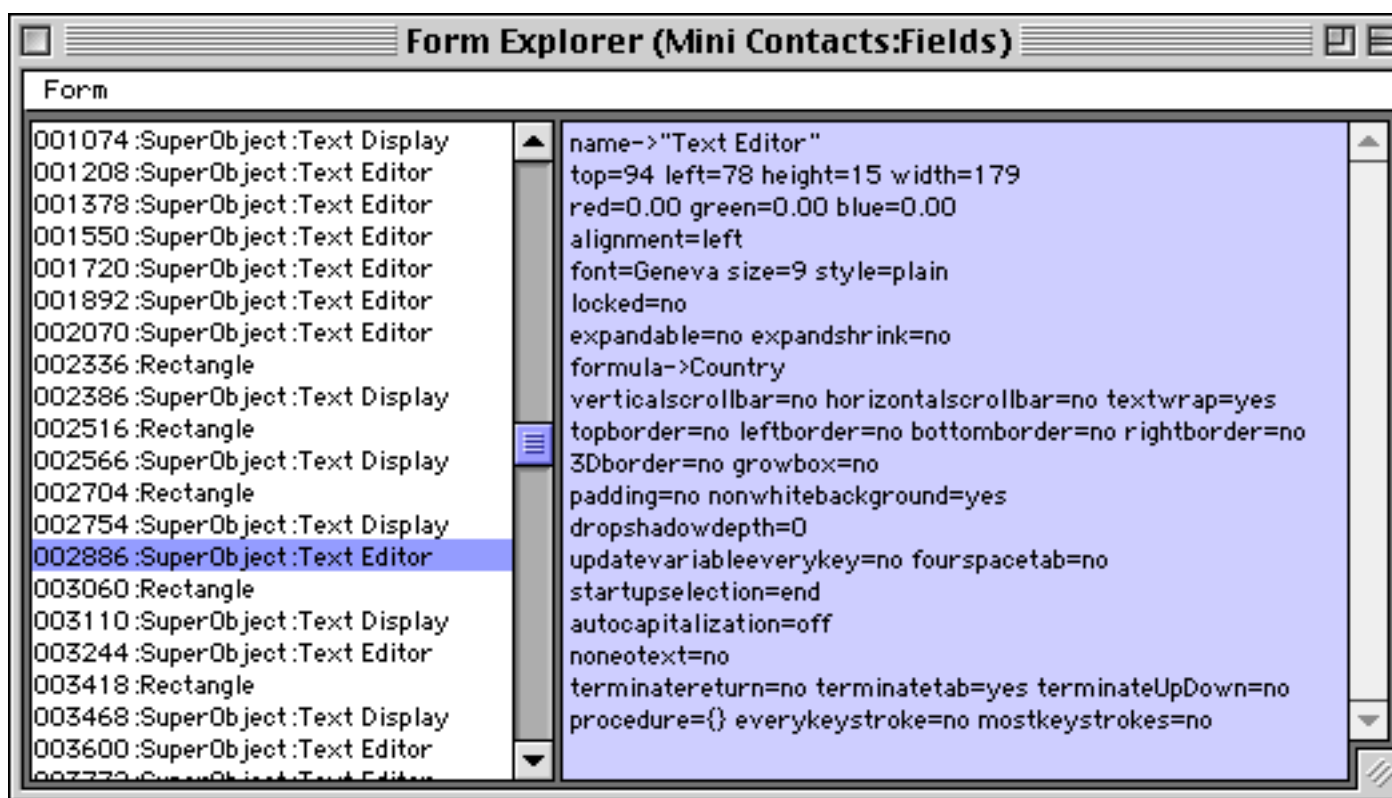 Form Explorer (Mini Contacts:Fields)
Form
001074:SuperObject:Text Display
001208:SuperObject:Text Editor
001378:SuperObject:Text Editor
001550:SuperObject:Text Editor
001720:SuperObject:Text Editor
001892:SuperObject:Text Editor
002070:SuperObject:Text Editor
002336:Rectangle
002386:SuperObject:Text Display
002516:Rectangle
002566:SuperObject:Text Display
002704:Rectangle
002754:SuperObject:Text Display
002886:SuperObject:Text Editor
003060:Rectangle
003110:SuperObject:Text Display
003244:SuperObject:Text Editor
003418:Rectangle
003468:SuperObject:Text Display
003600:SuperObject:Text Editor
name->"Text Editor"
top=94 left=78 height=15 width=179
red=0.00 green=0.00 blue=0.00
alignment=left
font=Geneva size=9 style=plain
locked=no
expandable=no expandshrink=no
formula->Country
verticalscrollbar=no horizontalscrollbar=no textwrap=yes
topborder=no leftborder=no bottomborder=no rightborder=no
3Dborder=no growbox=no
padding=no nonwhitebackground=yes
dropshadowdepth=0
updatevariableeverykey=no fourspacetab=no
startupselection=end
autocapitalization=off
noneotext=no
terminatereturn=no terminatetab=yes terminateUpDown=no
procedure={} everykeystroke=no mostkeystrokes=no